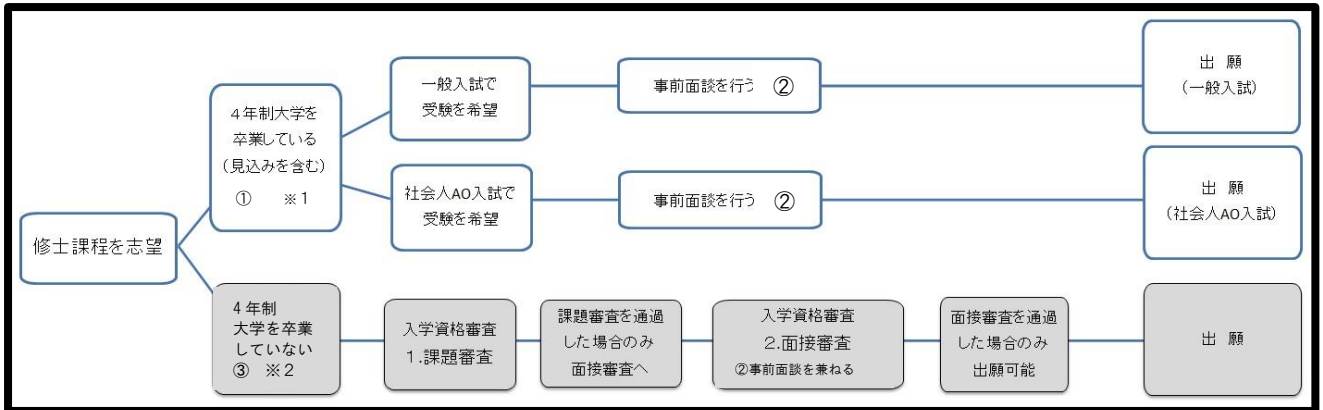 修士課程を志望
4年制大学を
卒業している
(見込みを含む)
① ※1
一般入試で
受験を希望
事前面談を行う ②
出 願
(一般入試)
社会人AO入試で
受験を希望
事前面談を行う ②
出 願
(社会人AO入試)
4年制
大学を卒業
していない
③ ※2
入学資格審査
1.課題審査
課題審査を通過
した場合のみ
面接審査へ
入学資格審査
2.面接審査
②事前面談を兼ねる
面接審査を通過
した場合のみ
出願可能
出 願